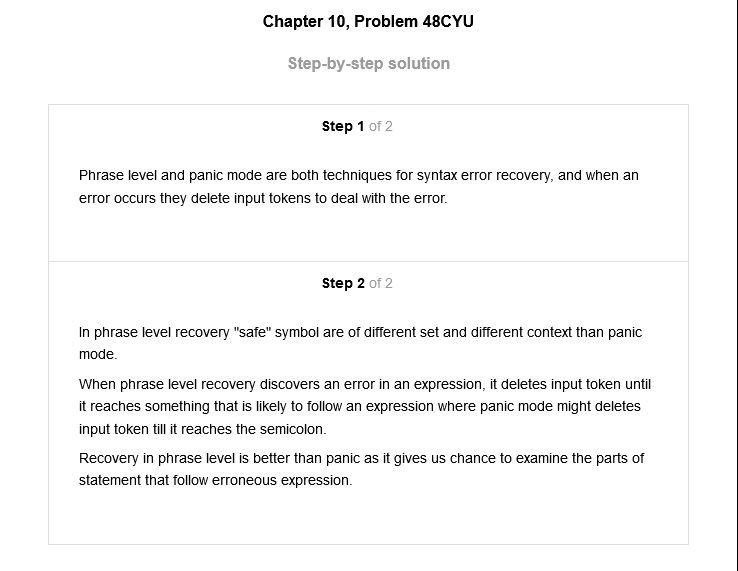 Chapter 10, Problem 48CYU
Step-by-step solution
Step 1 of 2
Phrase level and panic mode are both techniques for syntax error recovery, and when an
error occurs they delete input tokens to deal with the error.
Step 2 of 2
In phrase level recovery "safe" symbol are of different set and different context than panic
mode.
When phrase level recovery discovers an error in an expression, it deletes input token until
it reaches something that is likely to follow an expression where panic mode might deletes
input token till it reaches the semicolon.
Recovery in phrase level is better than panic as it gives us chance to examine the parts of
statement that follow erroneous expression.